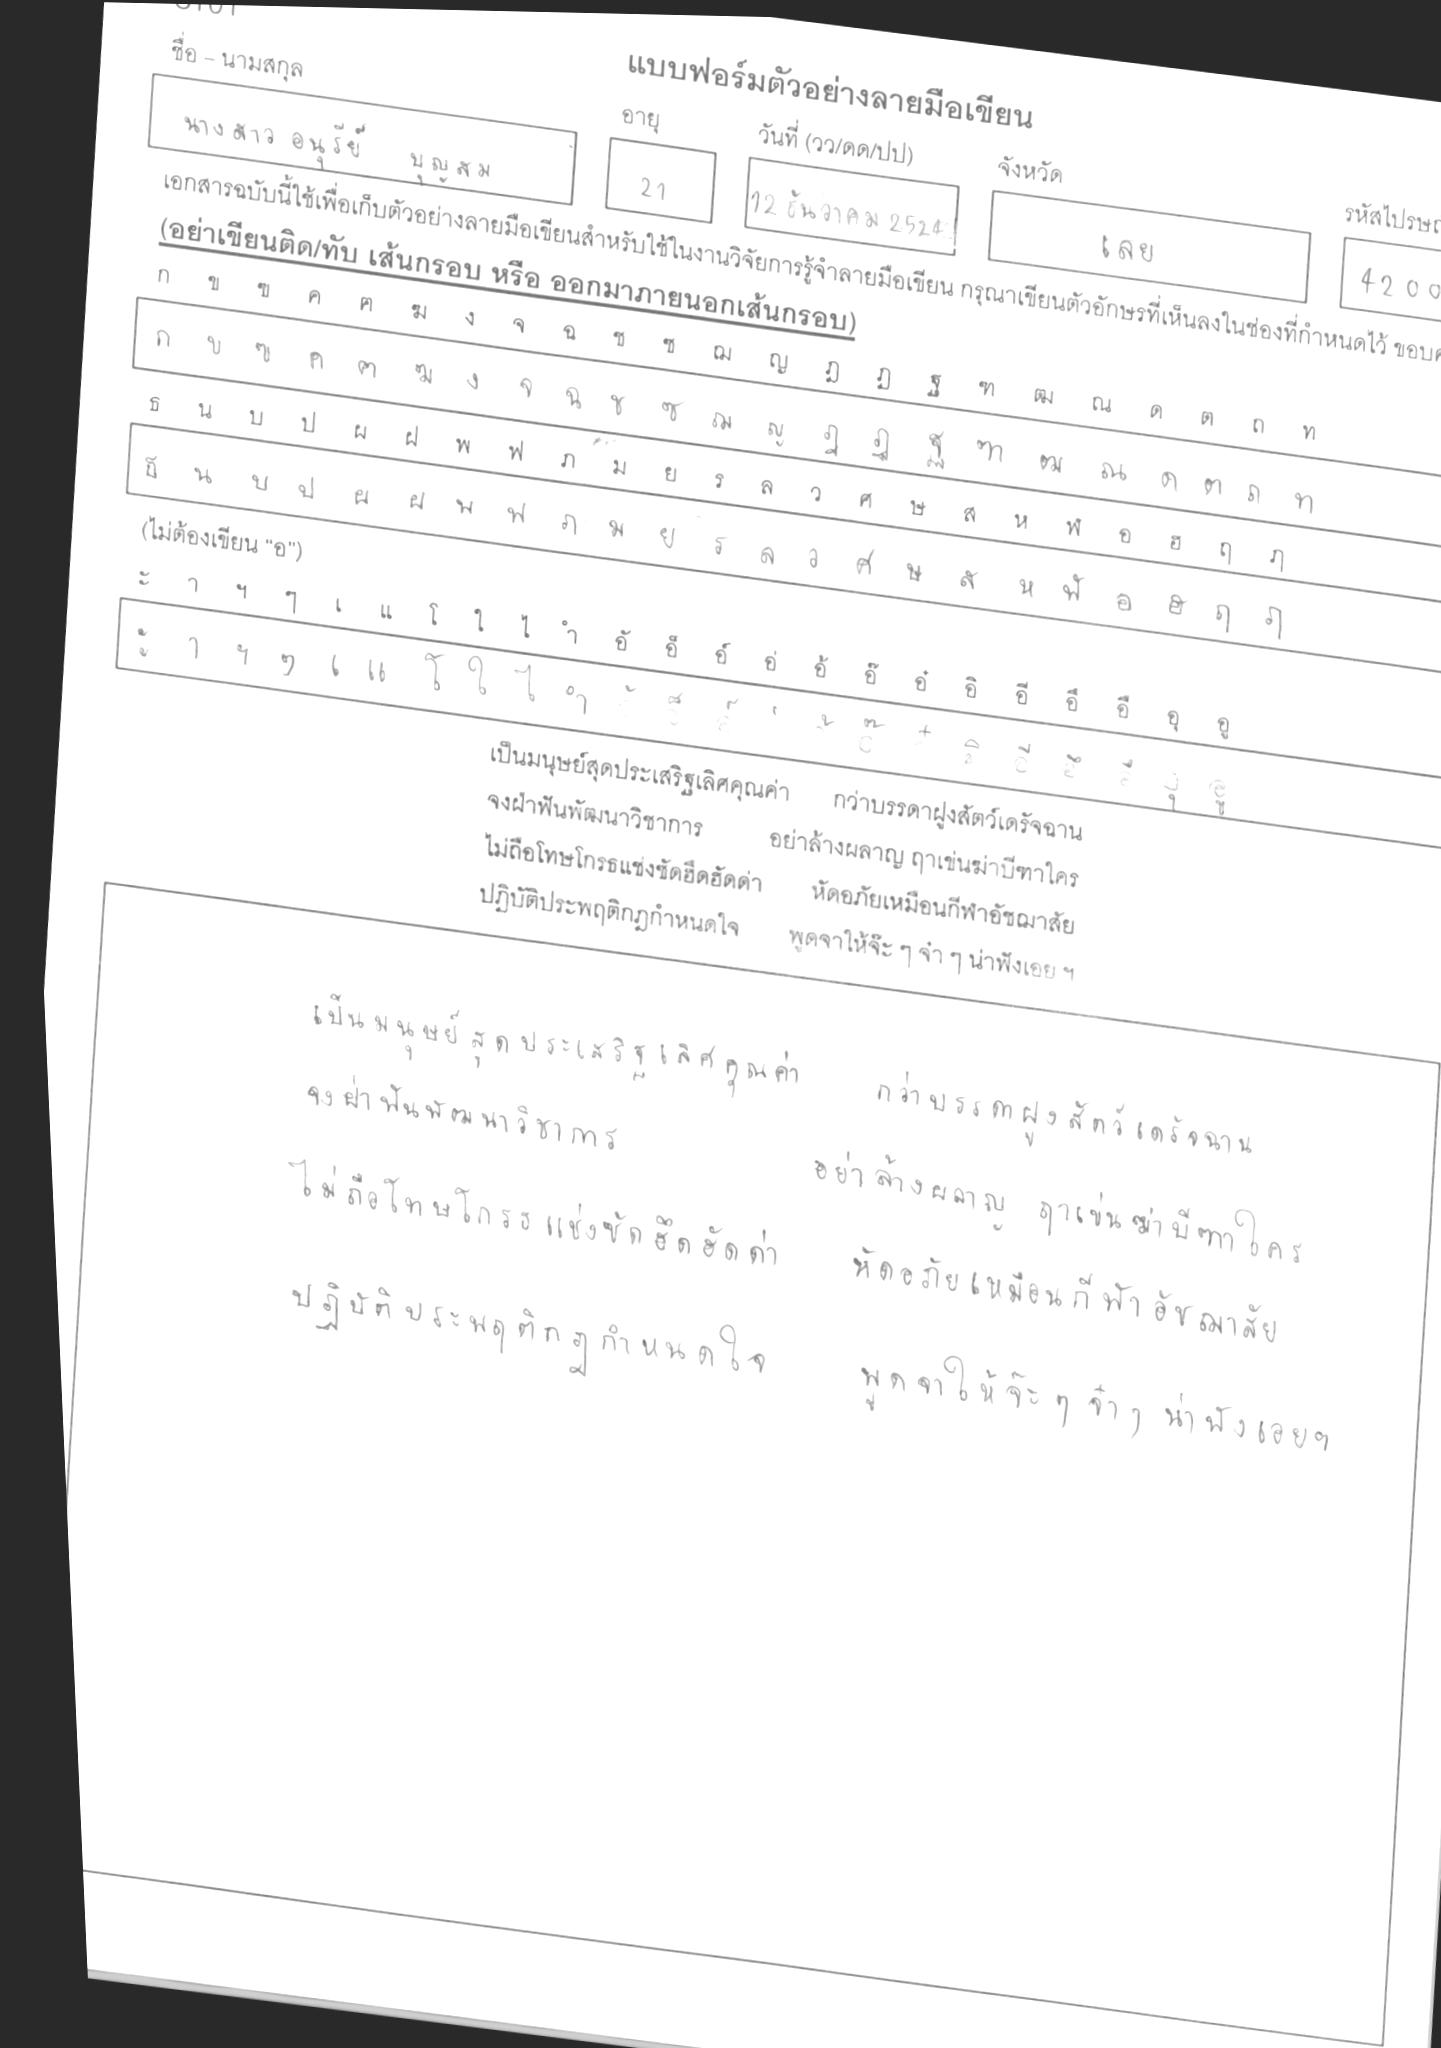 แบบฟอร์มตัวอย่างลายมือเขียน
ชื่อ - นามสกุล อายุ วันที่ (วว/ดด/ปป) จังหวัด
นางสาว อนุรีย์ บุญสม 21 12 ธันวาคม 2524 เลย 4200
เอกสารฉบับนี้ใช้เพื่อเก็บตัวอย่างลายมือเขียนสำหรับใช้ในงานวิจัยการรู้จำลายมือเขียน กรุณาเขียนตัวอักษรที่เห็นลงในช่องที่กำหนดไว้
(อย่าเขียนติด/ทับ เส้นกรอบ หรือ ออกมาภายนอกเส้นกรอบ)
ก ข ฃ ค ฅ ฆ ง จ ฉ ช ซ ฌ ญ ฎ ฏ ฐ ฑ ฒ ณ ด ต ถ ท
ก ข ฃ ค ฅ ฆ ง จ ฉ ช ซ ฌ ญ ฎ ฏ ฐ ฑ ฒ ณ ด ต ถ ท
ธ น บ ป ผ ฝ พ ฟ ภ ม ย ร ล ว ศ ษ ส ห ฬ อ ฮ ฤ ฦ
ธ น บ ป ผ ฝ พ ฟ ภ ม ย ร ล ว ศ ษ ส ห ฬ อ ฮ ฤ ฦ
(ไม่ต้องเขียน "อ")
ะ า ฯ ๆ เ แ โ ใ ไ ำ อั อ็ อ์ อ่ อ้ อ๊ อ๋ อิ อี อึ อื อุ อู
ะ า ฯ ๆ เ แ โ ใ ไ ำ ั ็ ์ ่ ้ ๊ ๋ ิ ี ึ ื ุ ู
เป็นมนุษย์สุดประเสริฐเลิศคุณค่า กว่าบรรดาฝูงสัตว์เดรัจฉาน
จงฝ่าฟันพัฒนาวิชาการ อย่าล้างผลาญ ฤาเข่นฆ่าบีฑาใคร
ไม่ถือโทษโกรธแช่งซัดฮึดฮัดด่า หัดอภัยเหมือนกีฬาอัชฌาสัย
ปฏิบัติประพฤติกฎกำหนดใจ พูดจาให้จ๊ะ ๆ จ๋า ๆ น่าฟังเอย ฯ
เป็นมนุษย์สุดประเสริฐเลิศคุณค่า กว่าบรรดาฝูงสัตว์เดรัจฉาน
จงฝ่าฟันพัฒนาวิชาการ อย่าล้างผลาญ ฤาเข่นฆ่าบีฑาใคร
ไม่ถือโทษโกรธแช่งซัดฮึดฮัดด่า หัดอภัยเหมือนกีฬาอัชฌาสัย
ปฏิบัติประพฤติกฎกำหนดใจ พูดจาให้จ๊ะ ๆ จ๋า ๆ น่าฟังเอยฯ